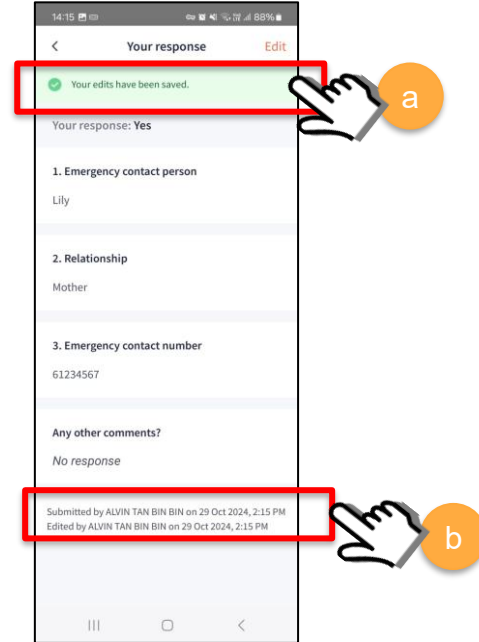 14:15 88%
Your response Edit
Your edits have been saved.
a
Your response: Yes
1. Emergency contact person
Lily
2. Relationship
Mother
3. Emergency contact number
61234567
Any other comments?
No response
Submitted by ALVIN TAN BIN BIN on 29 Oct 2024, 2:15 PM
Edited by ALVIN TAN BIN BIN on 29 Oct 2024, 2:15 PM
b